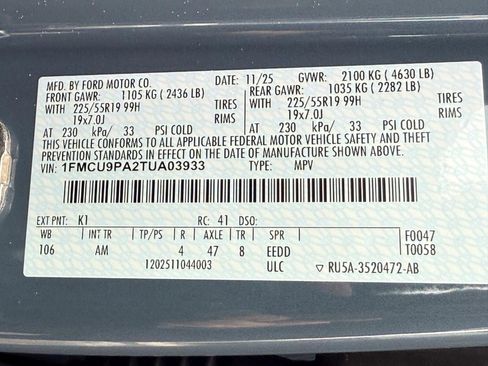 MFD. BY FORD MOTOR CO. 11/25 GVWR: 2100 KG (4630 LB)
FRONT GAWR: 1105 KG (2436 LB) REAR GAWR: 1035 KG (2282 LB)
WITH 225/55R19 99H TIRES WITH 225/55R19 99H TIRES
19x7.0J RIMS 19x7.0J RIMS
AT 230 kPa/ 33 PSI COLD AT 230 kPa/ 33 PSI COLD
THIS VEHICLE CONFORMS TO ALL APPLICABLE FEDERAL MOTOR VEHICLE SAFETY AND THEFT
PREVENTION STANDARDS IN EFFECT ON THE DATE OF MANUFACTURE SHOWN ABOVE.
VIN: 1FMCU9PA2TUA03933 TYPE: MPV
EXT PNT: K1 RC: 41 DSO:
WB INT TR TP/PS R AXLE TR SPR F0047
106 AM 4 47 8 EEDD T0058
1202511044003 ULC ▼ RU5A-3520472-AB